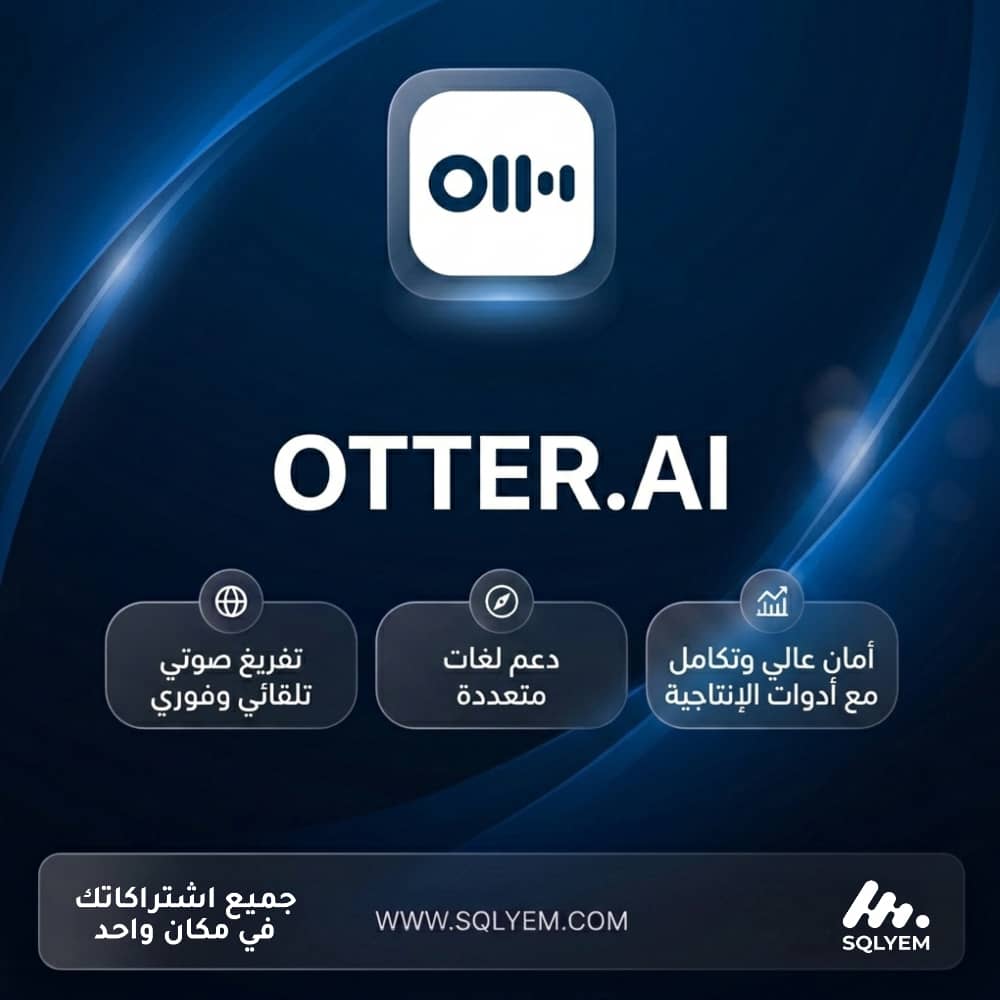 OTTER.AI
أمان عالي وتكامل
مع أدوات الإنتاجية
دعم لغات
متعددة
تفريغ صوتي
تلقائي وفوري
جميع اشتراكاتك
في مكان واحد
WWW.SQLYEM.COM
SQLYEM